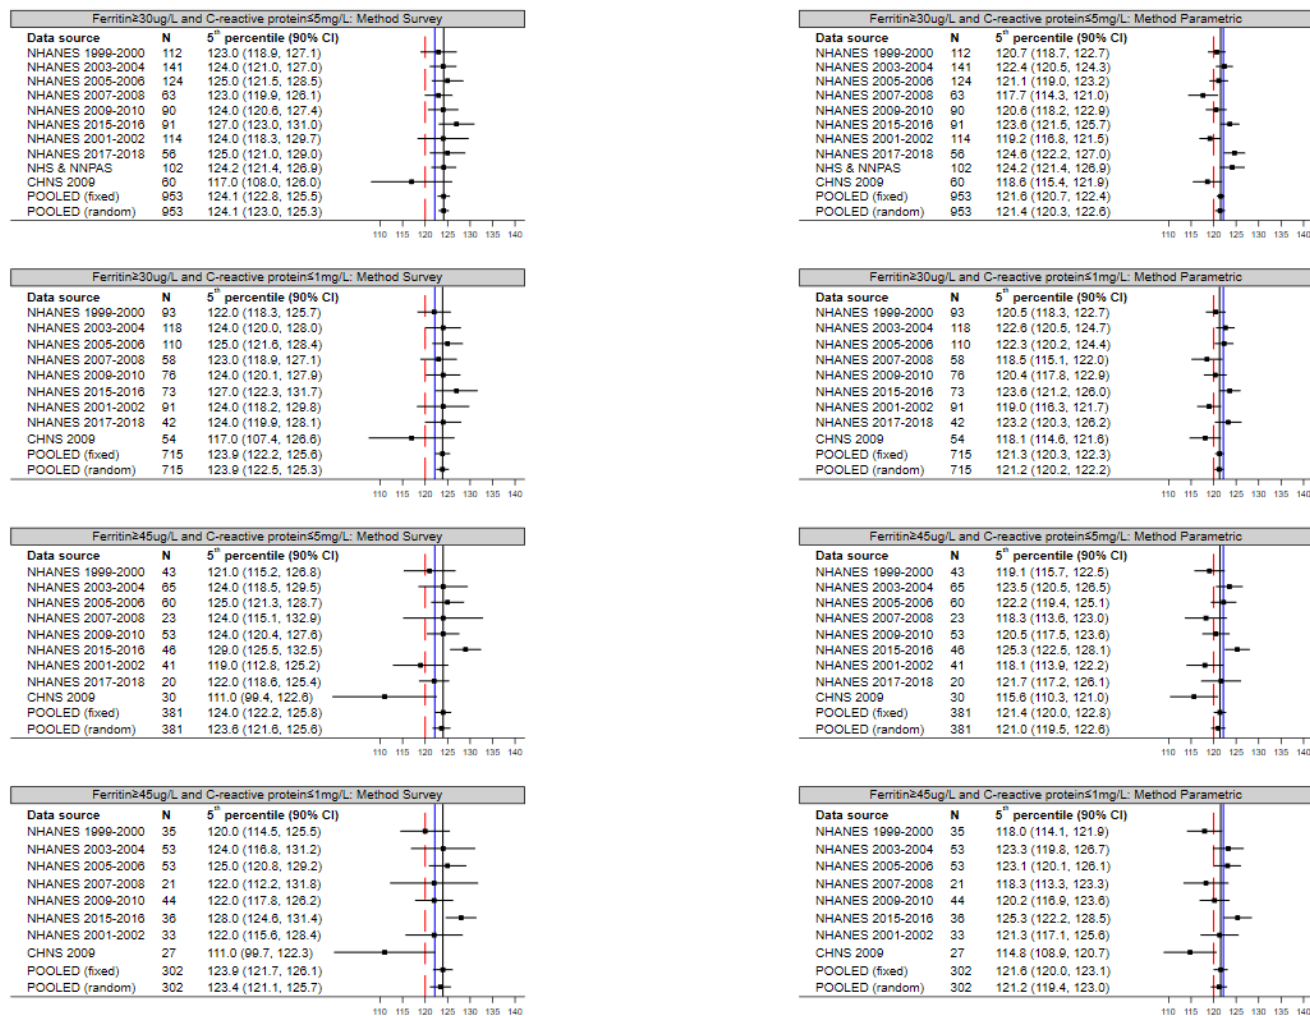 Ferritin≥30ug/L and C-reactive protein≤5mg/L: Method Survey
Data source N 5th percentile (90% CI)
NHANES 1999-2000 112 123.0 (118.9, 127.1)
NHANES 2003-2004 141 124.0 (121.0, 127.0)
NHANES 2005-2006 124 125.0 (121.5, 128.5)
NHANES 2007-2008 63 123.0 (119.9, 126.1)
NHANES 2009-2010 90 124.0 (120.6, 127.4)
NHANES 2015-2016 91 127.0 (123.0, 131.0)
NHANES 2001-2002 114 124.0 (118.3, 129.7)
NHANES 2017-2018 56 125.0 (121.0, 129.0)
NHS & NNPAS 102 124.2 (121.4, 126.9)
CHNS 2009 60 117.0 (108.0, 126.0)
POOLED (fixed) 953 124.1 (122.8, 125.5)
POOLED (random) 953 124.1 (123.0, 125.3)
110 115 120 125 130 135 140
Ferritin≥30ug/L and C-reactive protein≤5mg/L: Method Parametric
Data source N 5th percentile (90% CI)
NHANES 1999-2000 112 120.7 (118.7, 122.7)
NHANES 2003-2004 141 122.4 (120.5, 124.3)
NHANES 2005-2006 124 121.1 (119.0, 123.2)
NHANES 2007-2008 63 117.7 (114.3, 121.0)
NHANES 2009-2010 90 120.6 (118.2, 122.9)
NHANES 2015-2016 91 123.6 (121.5, 125.7)
NHANES 2001-2002 114 119.2 (116.8, 121.5)
NHANES 2017-2018 56 124.6 (122.2, 127.0)
NHS & NNPAS 102 124.2 (121.4, 126.9)
CHNS 2009 60 118.6 (115.4, 121.9)
POOLED (fixed) 953 121.6 (120.7, 122.4)
POOLED (random) 953 121.4 (120.3, 122.6)
110 115 120 125 130 135 140
Ferritin≥30ug/L and C-reactive protein≤1mg/L: Method Survey
Data source N 5th percentile (90% CI)
NHANES 1999-2000 93 122.0 (118.3, 125.7)
NHANES 2003-2004 118 124.0 (120.0, 128.0)
NHANES 2005-2006 110 125.0 (121.6, 128.4)
NHANES 2007-2008 58 123.0 (118.9, 127.1)
NHANES 2009-2010 76 124.0 (120.1, 127.9)
NHANES 2015-2016 73 127.0 (122.3, 131.7)
NHANES 2001-2002 91 124.0 (118.2, 129.8)
NHANES 2017-2018 42 124.0 (119.9, 128.1)
CHNS 2009 54 117.0 (107.4, 126.6)
POOLED (fixed) 715 123.9 (122.2, 125.6)
POOLED (random) 715 123.9 (122.5, 125.3)
110 115 120 125 130 135 140
Ferritin≥30ug/L and C-reactive protein≤1mg/L: Method Parametric
Data source N 5th percentile (90% CI)
NHANES 1999-2000 93 120.5 (118.3, 122.7)
NHANES 2003-2004 118 122.6 (120.5, 124.7)
NHANES 2005-2006 110 122.3 (120.2, 124.4)
NHANES 2007-2008 58 118.5 (115.1, 122.0)
NHANES 2009-2010 76 120.4 (117.8, 122.9)
NHANES 2015-2016 73 123.6 (121.2, 126.0)
NHANES 2001-2002 91 119.0 (116.3, 121.7)
NHANES 2017-2018 42 123.2 (120.3, 126.2)
CHNS 2009 54 118.1 (114.6, 121.6)
POOLED (fixed) 715 121.3 (120.3, 122.3)
POOLED (random) 715 121.2 (120.2, 122.2)
110 115 120 125 130 135 140
Ferritin≥45ug/L and C-reactive protein≤5mg/L: Method Survey
Data source N 5th percentile (90% CI)
NHANES 1999-2000 43 121.0 (115.2, 126.8)
NHANES 2003-2004 65 124.0 (118.5, 129.5)
NHANES 2005-2006 60 125.0 (121.3, 128.7)
NHANES 2007-2008 23 124.0 (115.1, 132.9)
NHANES 2009-2010 53 124.0 (120.4, 127.6)
NHANES 2015-2016 46 129.0 (125.5, 132.5)
NHANES 2001-2002 41 119.0 (112.8, 125.2)
NHANES 2017-2018 20 122.0 (118.6, 125.4)
CHNS 2009 30 111.0 (99.4, 122.6)
POOLED (fixed) 381 124.0 (122.2, 125.8)
POOLED (random) 381 123.6 (121.6, 125.6)
110 115 120 125 130 135 140
Ferritin≥45ug/L and C-reactive protein≤5mg/L: Method Parametric
Data source N 5th percentile (90% CI)
NHANES 1999-2000 43 119.1 (115.7, 122.5)
NHANES 2003-2004 65 123.5 (120.5, 126.5)
NHANES 2005-2006 60 122.2 (119.4, 125.1)
NHANES 2007-2008 23 118.3 (113.6, 123.0)
NHANES 2009-2010 53 120.5 (117.5, 123.6)
NHANES 2015-2016 46 125.3 (122.5, 128.1)
NHANES 2001-2002 41 118.1 (113.9, 122.2)
NHANES 2017-2018 20 121.7 (117.2, 126.1)
CHNS 2009 30 115.6 (110.3, 121.0)
POOLED (fixed) 381 121.4 (120.0, 122.8)
POOLED (random) 381 121.0 (119.5, 122.6)
110 115 120 125 130 135 140
Ferritin≥45ug/L and C-reactive protein≤1mg/L: Method Survey
Data source N 5th percentile (90% CI)
NHANES 1999-2000 35 120.0 (114.5, 125.5)
NHANES 2003-2004 53 124.0 (116.8, 131.2)
NHANES 2005-2006 53 125.0 (120.8, 129.2)
NHANES 2007-2008 21 122.0 (112.2, 131.8)
NHANES 2009-2010 44 122.0 (117.8, 126.2)
NHANES 2015-2016 36 128.0 (124.6, 131.4)
NHANES 2001-2002 33 122.0 (115.6, 128.4)
CHNS 2009 27 111.0 (99.7, 122.3)
POOLED (fixed) 302 123.9 (121.7, 126.1)
POOLED (random) 302 123.4 (121.1, 125.7)
110 115 120 125 130 135 140
Ferritin≥45ug/L and C-reactive protein≤1mg/L: Method Parametric
Data source N 5th percentile (90% CI)
NHANES 1999-2000 35 118.0 (114.1, 121.9)
NHANES 2003-2004 53 123.3 (119.8, 126.7)
NHANES 2005-2006 53 123.1 (120.1, 126.1)
NHANES 2007-2008 21 118.3 (113.3, 123.3)
NHANES 2009-2010 44 120.2 (116.9, 123.6)
NHANES 2015-2016 36 125.3 (122.2, 128.5)
NHANES 2001-2002 33 121.3 (117.1, 125.6)
CHNS 2009 27 114.8 (108.9, 120.7)
POOLED (fixed) 302 121.6 (120.0, 123.1)
POOLED (random) 302 121.2 (119.4, 123.0)
110 115 120 125 130 135 140